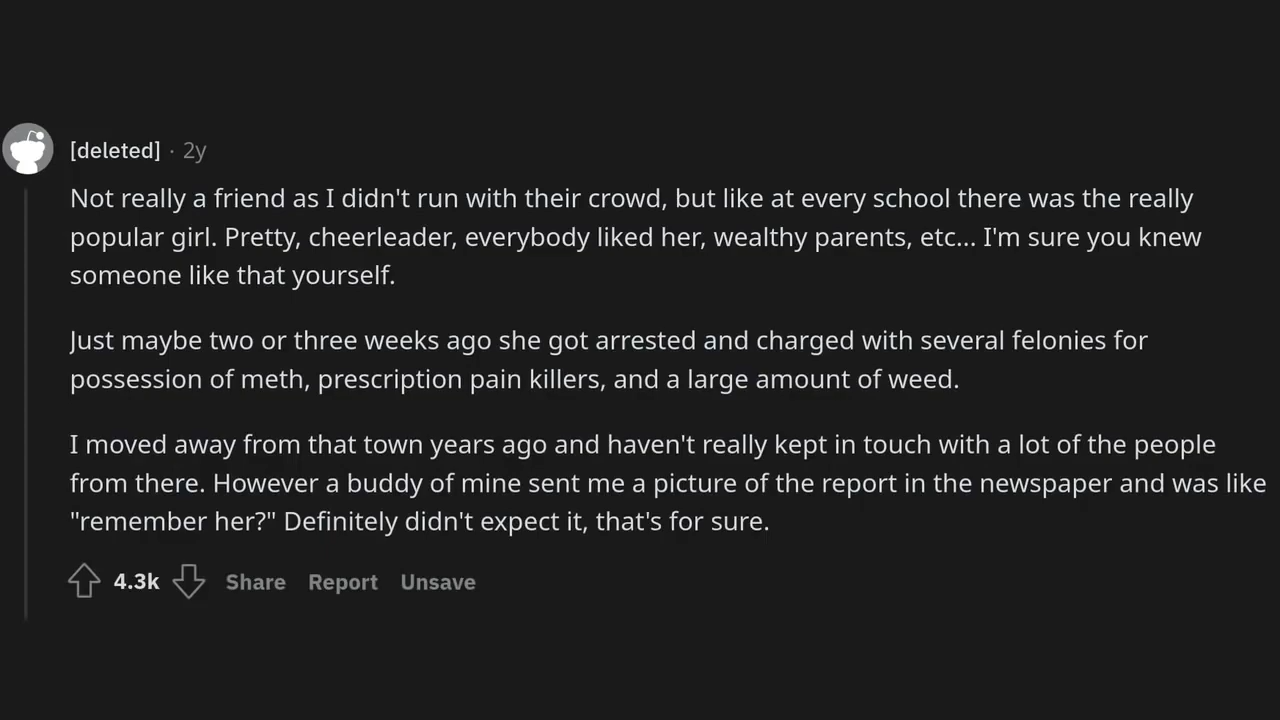 [deleted] · 2y
Not really a friend as I didn't run with their crowd, but like at every school there was the really
popular girl. Pretty, cheerleader, everybody liked her, wealthy parents, etc... I'm sure you knew
someone like that yourself.
Just maybe two or three weeks ago she got arrested and charged with several felonies for
possession of meth, prescription pain killers, and a large amount of weed.
I moved away from that town years ago and haven't really kept in touch with a lot of the people
from there. However a buddy of mine sent me a picture of the report in the newspaper and was like
"remember her?" Definitely didn't expect it, that's for sure.
4.3k Share Report Unsave